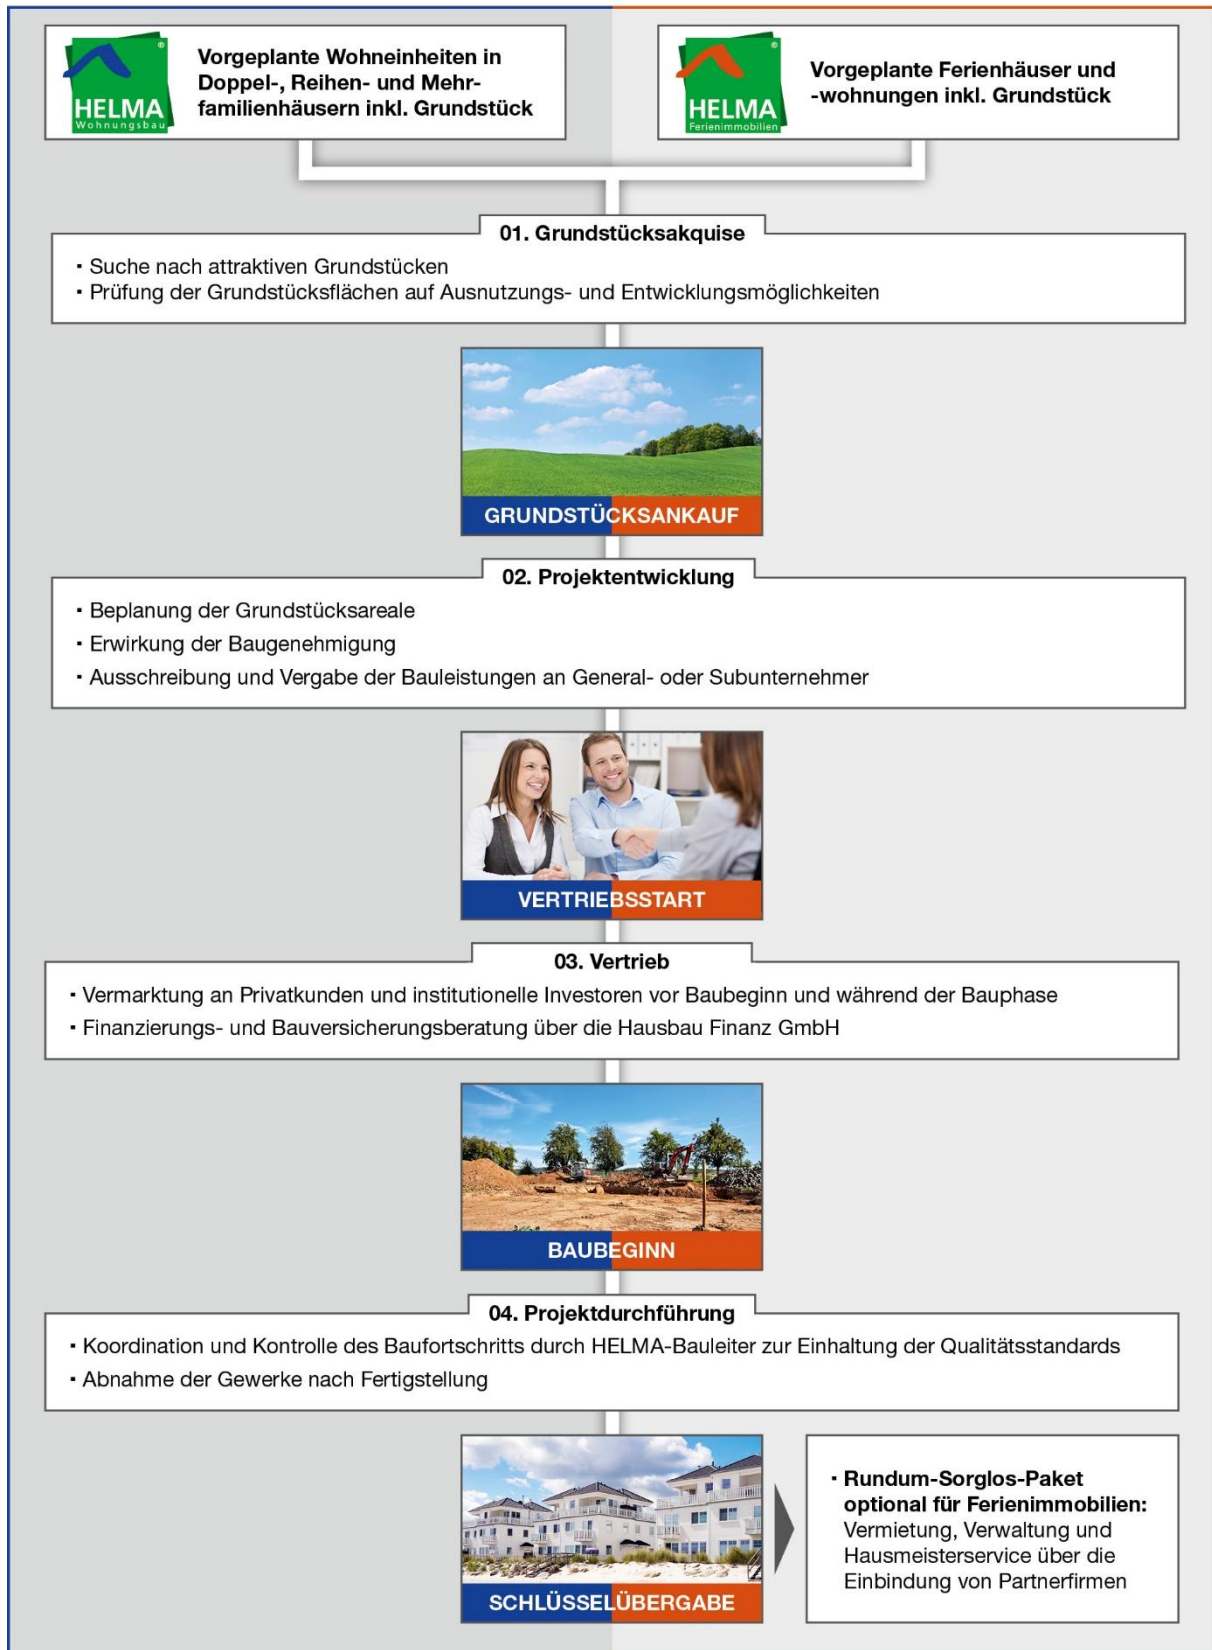 HELMA
Wohnungsbau
®
Vorgeplante Wohneinheiten in
Doppel-, Reihen- und Mehr-
familienhäusern inkl. Grundstück
HELMA
Ferienimmobilien
®
Vorgeplante Ferienhäuser und
-wohnungen inkl. Grundstück
01. Grundstücksakquise
▪ Suche nach attraktiven Grundstücken
▪ Prüfung der Grundstücksflächen auf Ausnutzungs- und Entwicklungsmöglichkeiten
GRUNDSTÜCKSANKAUF
02. Projektentwicklung
▪ Beplanung der Grundstücksareale
▪ Erwirkung der Baugenehmigung
▪ Ausschreibung und Vergabe der Bauleistungen an General- oder Subunternehmer
VERTRIEBSSTART
03. Vertrieb
▪ Vermarktung an Privatkunden und institutionelle Investoren vor Baubeginn und während der Bauphase
▪ Finanzierungs- und Bauversicherungsberatung über die Hausbau Finanz GmbH
BAUBEGINN
04. Projektdurchführung
▪ Koordination und Kontrolle des Baufortschritts durch HELMA-Bauleiter zur Einhaltung der Qualitätsstandards
▪ Abnahme der Gewerke nach Fertigstellung
SCHLÜSSELÜBERGABE
▪ Rundum-Sorglos-Paket
optional für Ferienimmobilien:
Vermietung, Verwaltung und
Hausmeisterservice über die
Einbindung von Partnerfirmen